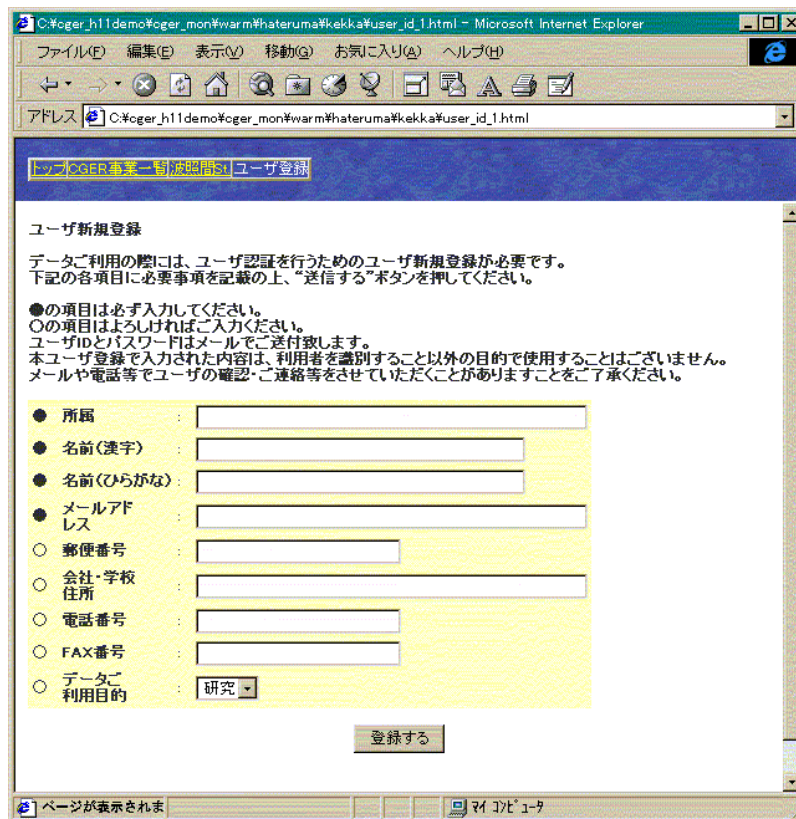 C:¥cger_h11demo¥cger_mon¥warm¥hateruma¥kekka¥user_id_1.html - Microsoft Internet Explorer
ファイル(F) 編集(E) 表示(V) 移動(G) お気に入り(A) ヘルプ(H)
アドレス C:¥cger_h11demo¥cger_mon¥warm¥hateruma¥kekka¥user_id_1.html
トップ|CGER事業一覧|波照間St.|ユーザ登録
ユーザ新規登録
データご利用の際には、ユーザ認証を行うためのユーザ新規登録が必要です。
下記の各項目に必要事項を記載の上、“送信する”ボタンを押してください。
●の項目は必ず入力してください。
○の項目はよろしければご入力ください。
ユーザIDとパスワードはメールでご送付致します。
本ユーザ登録で入力された内容は、利用者を識別すること以外の目的で使用することはございません。
メールや電話等でユーザの確認・ご連絡等をさせていただくことがありますことをご了承ください。
● 所属 :
● 名前(漢字) :
● 名前(ひらがな) :
● メールアド
レス :
○ 郵便番号 :
○ 会社・学校
住所 :
○ 電話番号 :
○ FAX番号 :
○ データご
利用目的 : 研究
登録する
ページが表示されま
マイ コンピュータ